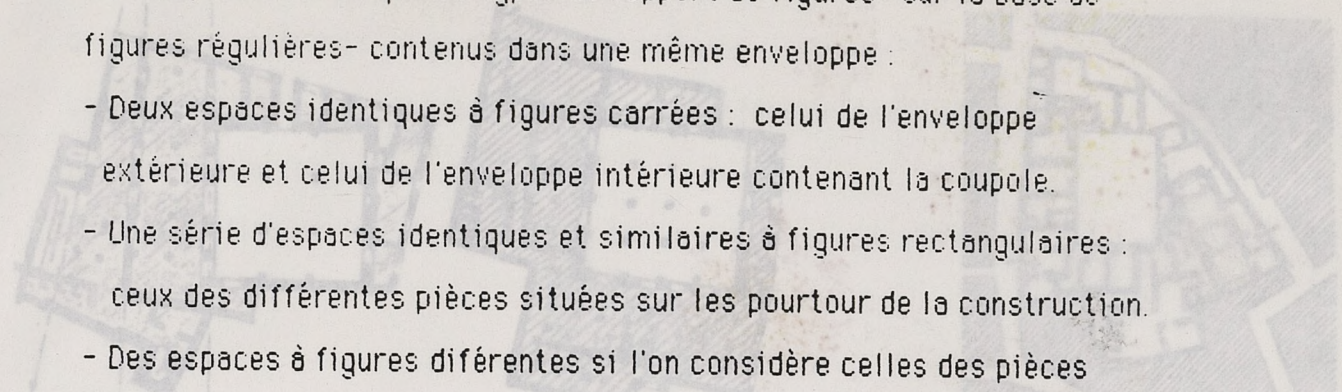 figures régulières- contenus dans une même enveloppe :
- Deux espaces identiques à figures carrées : celui de l'enveloppe
extérieure et celui de l'enveloppe intérieure contenant la coupole.
- Une série d'espaces identiques et similaires à figures rectangulaires :
ceux des différentes pièces situées sur les pourtour de la construction.
- Des espaces à figures diférentes si l'on considère celles des pièces